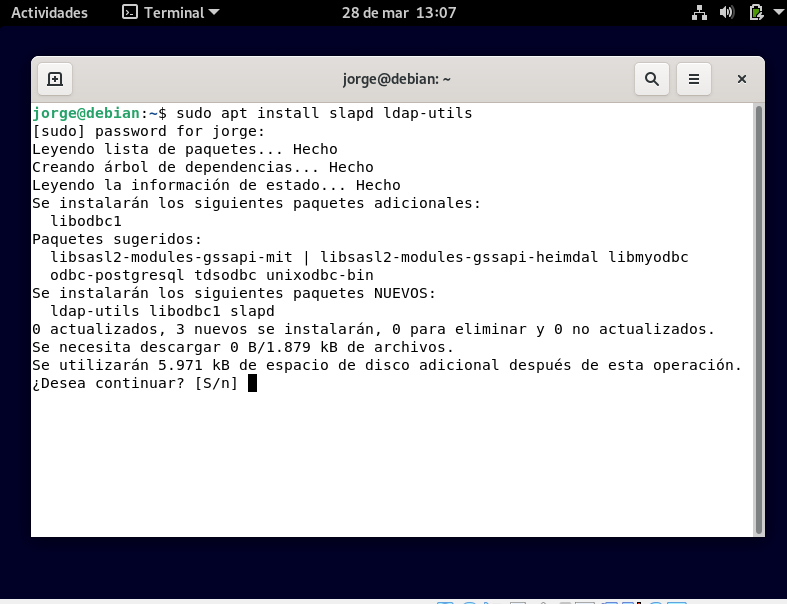 Actividades Terminal 28 de mar 13:07
jorge@debian: ~
jorge@debian:~$ sudo apt install slapd ldap-utils
[sudo] password for jorge:
Leyendo lista de paquetes... Hecho
Creando árbol de dependencias... Hecho
Leyendo la información de estado... Hecho
Se instalarán los siguientes paquetes adicionales:
  libodbc1
Paquetes sugeridos:
  libsasl2-modules-gssapi-mit | libsasl2-modules-gssapi-heimdal libmyodbc
  odbc-postgresql tdsodbc unixodbc-bin
Se instalarán los siguientes paquetes NUEVOS:
  ldap-utils libodbc1 slapd
0 actualizados, 3 nuevos se instalarán, 0 para eliminar y 0 no actualizados.
Se necesita descargar 0 B/1.879 kB de archivos.
Se utilizarán 5.971 kB de espacio de disco adicional después de esta operación.
¿Desea continuar? [S/n]